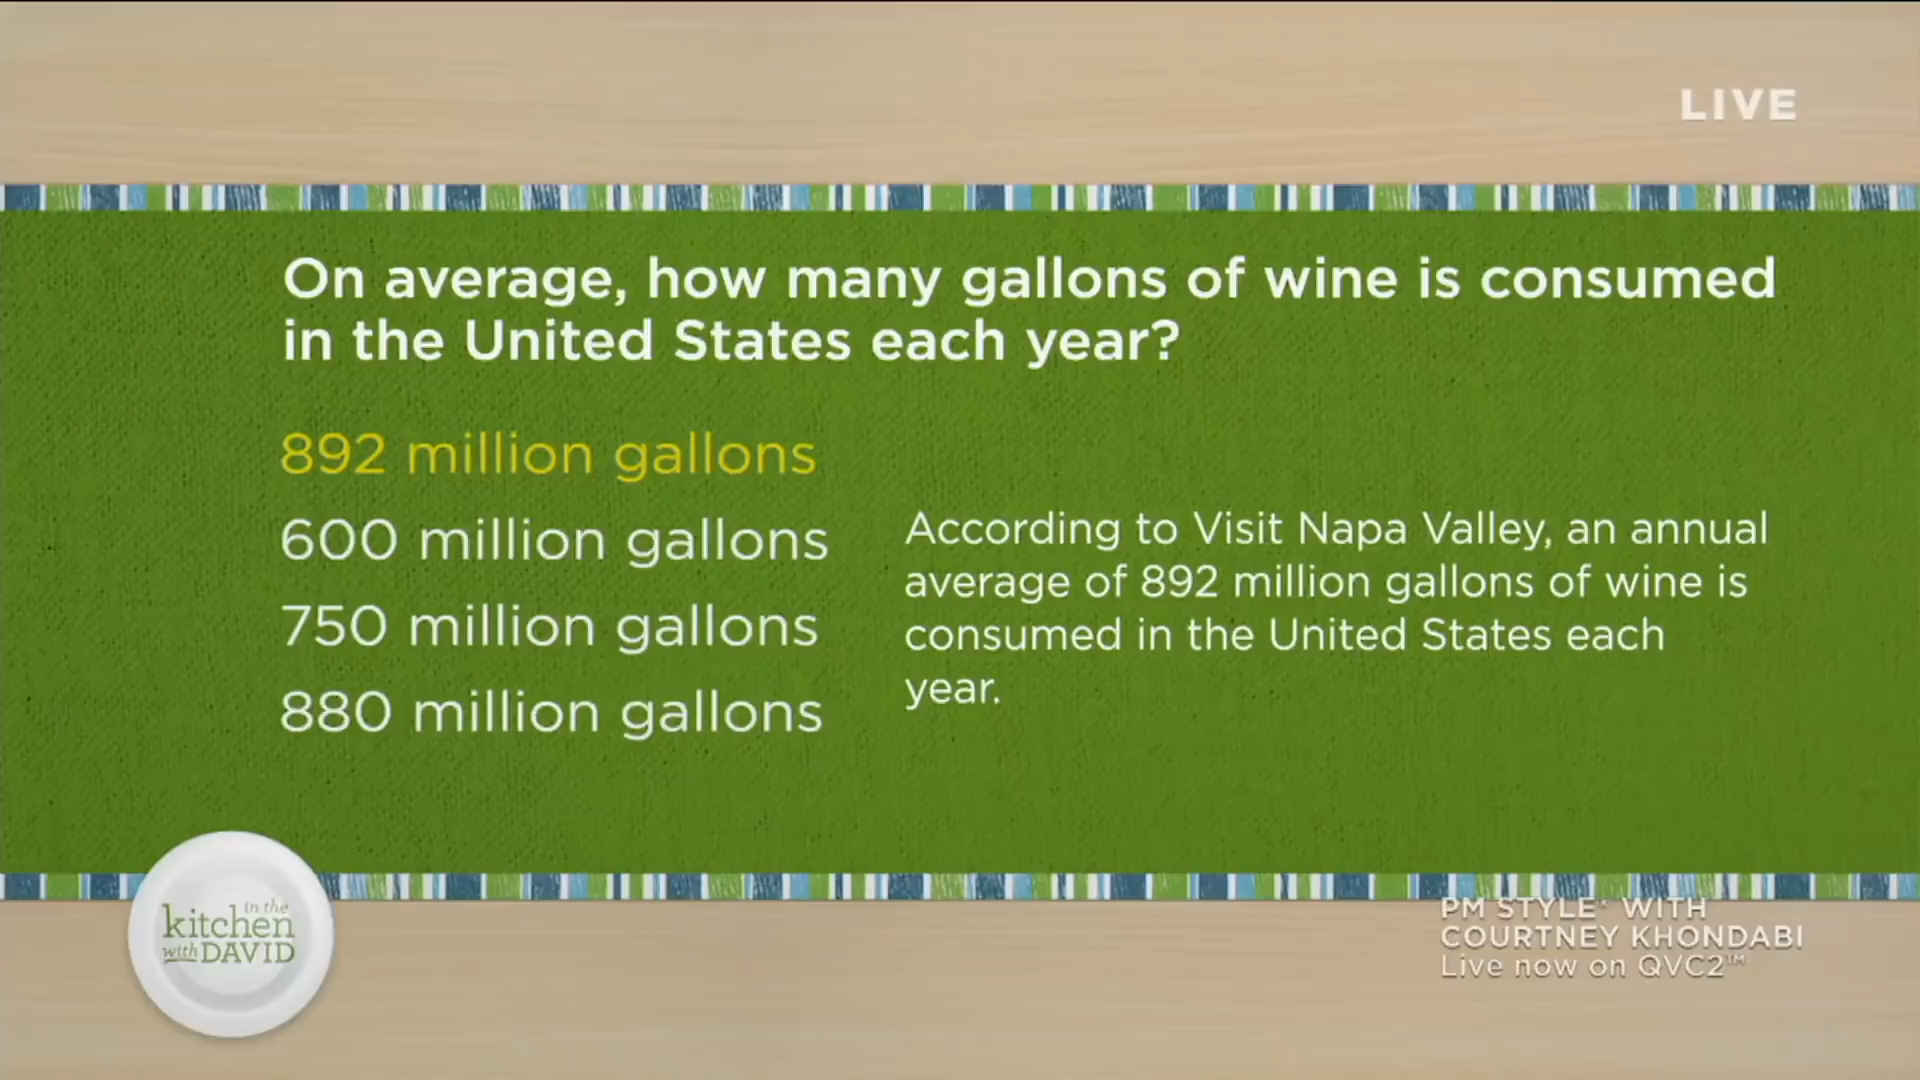 LIVE
On average, how many gallons of wine is consumed
in the United States each year?
892 million gallons
600 million gallons
750 million gallons
880 million gallons
According to Visit Napa Valley, an annual
average of 892 million gallons of wine is
consumed in the United States each
year.
in the
kitchen
with DAVID
PM STYLE® WITH
COURTNEY KHONDABI
Live now on QVC2™